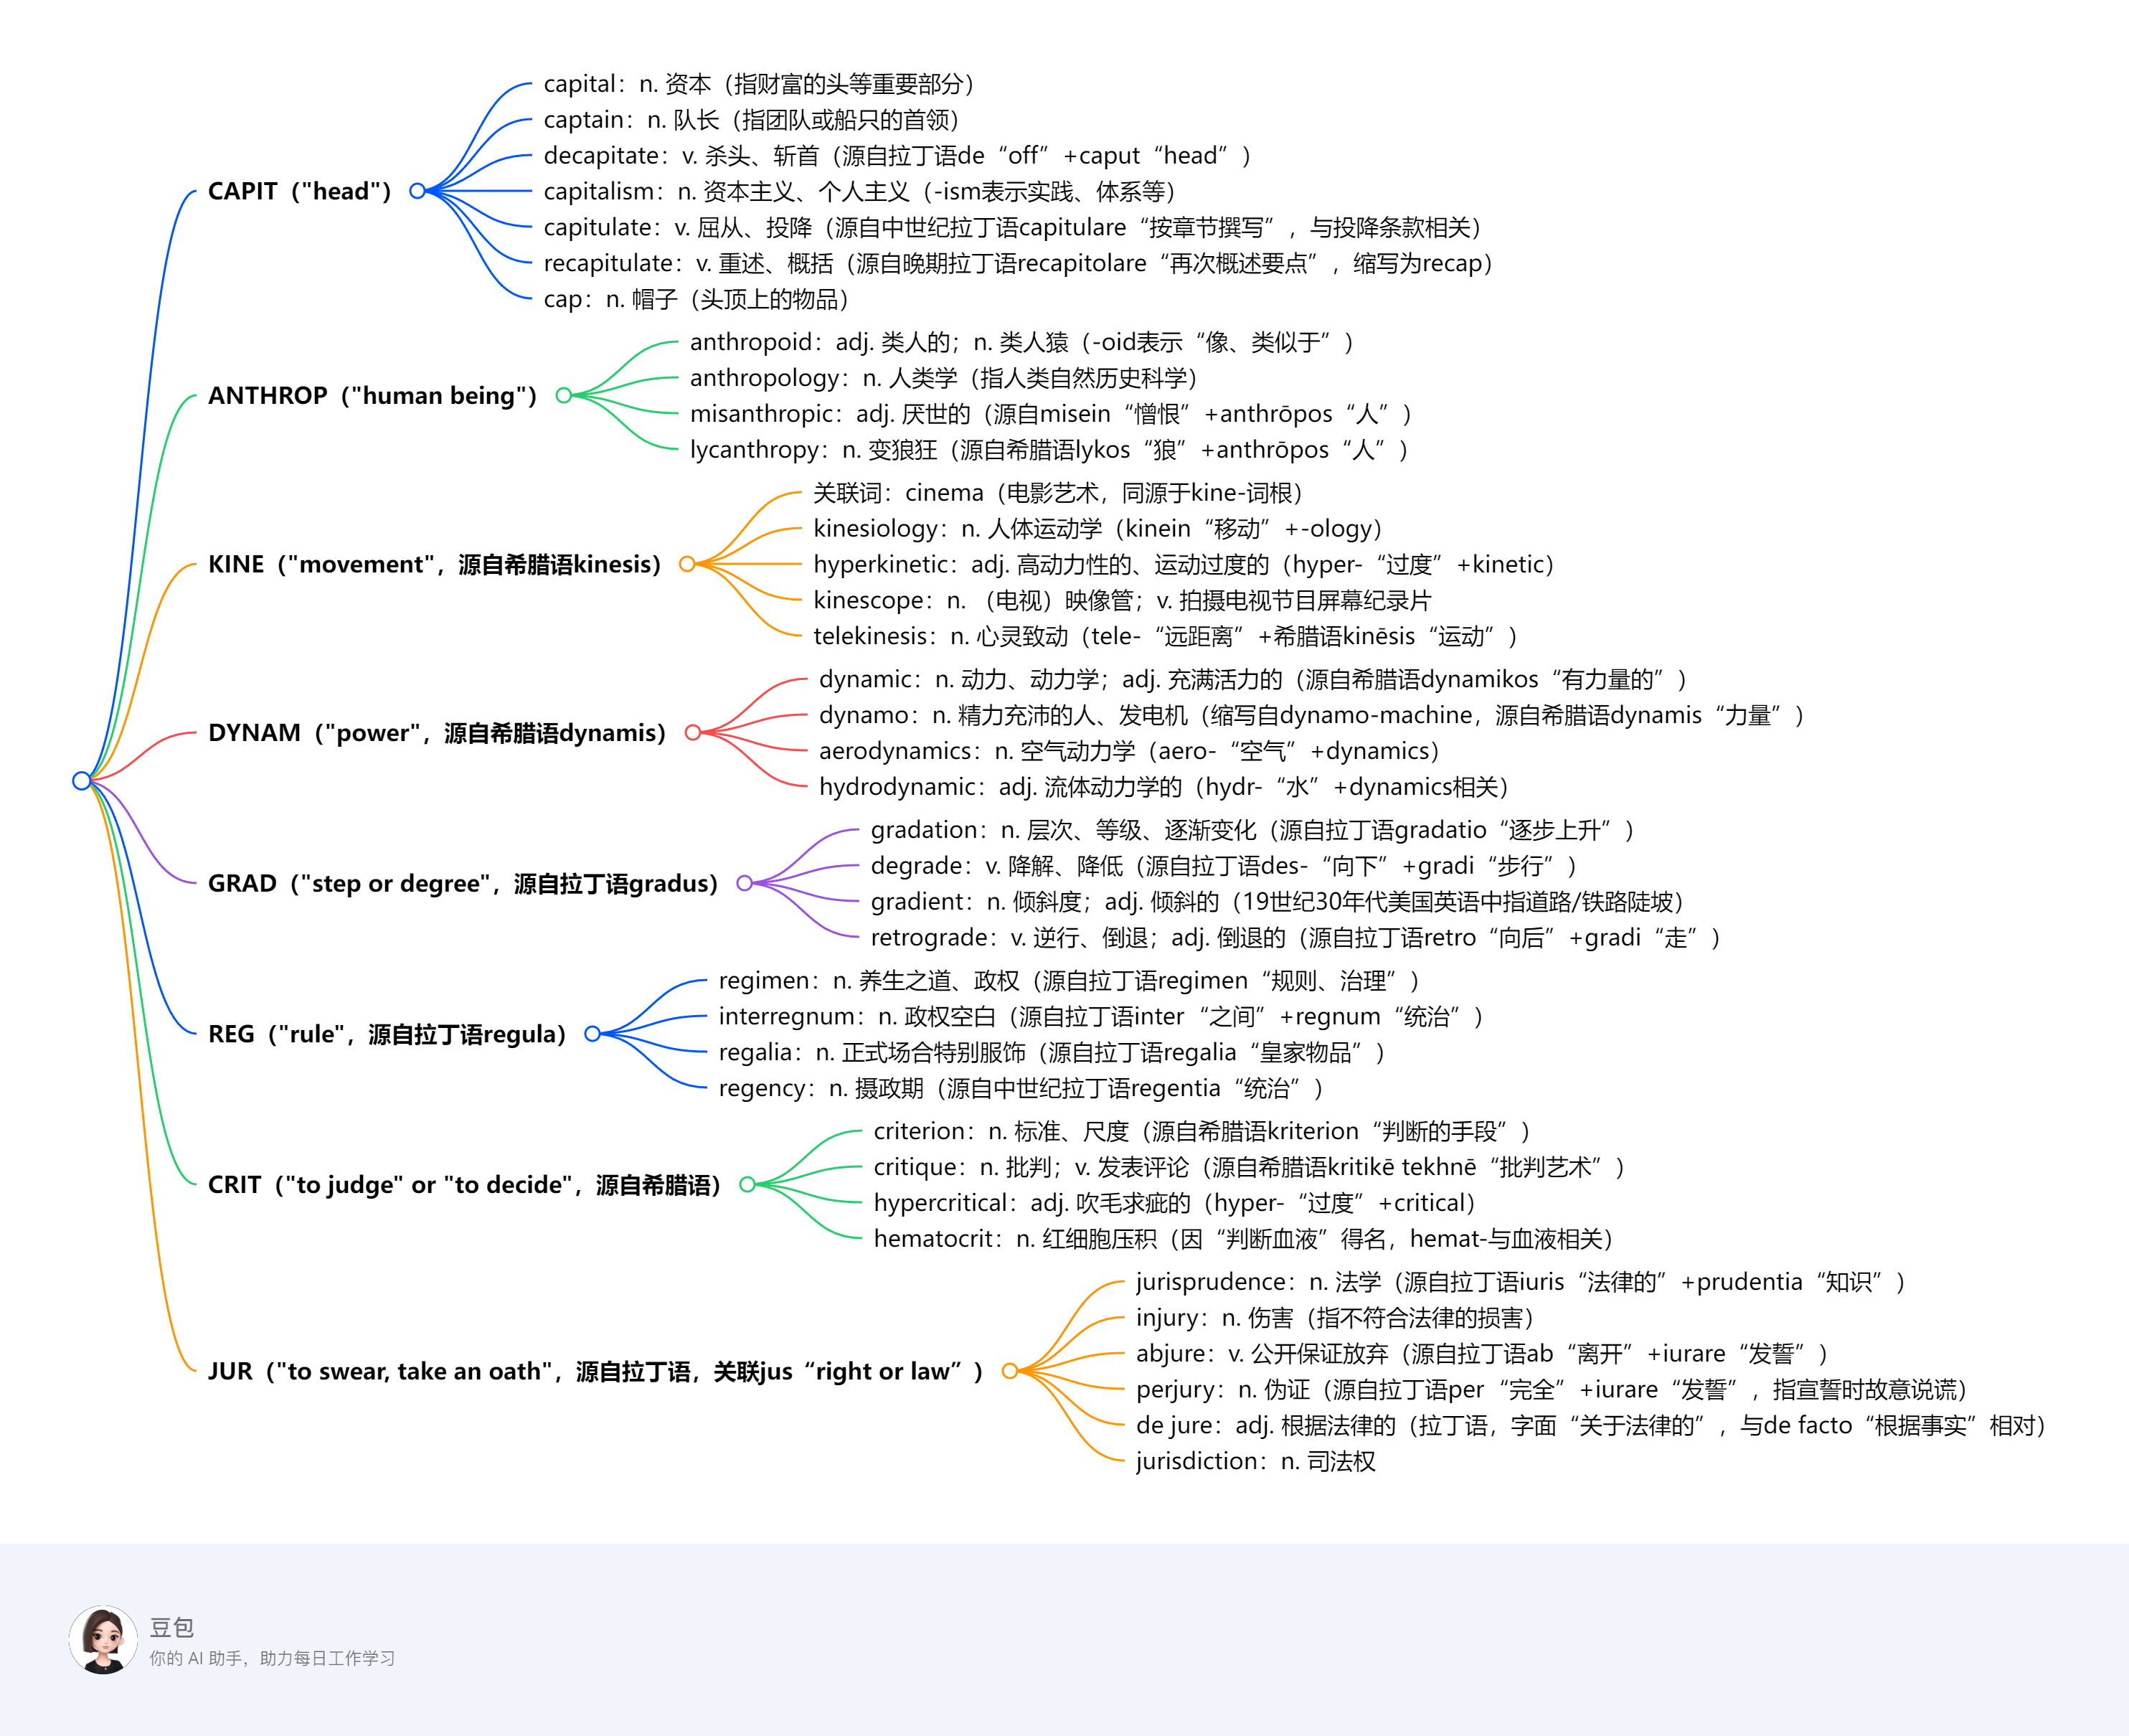 CAPIT（"head"）
capital：n. 资本（指财富的头等重要部分）
captain：n. 队长（指团队或船只的首领）
decapitate：v. 杀头、斩首（源自拉丁语de“off”+caput“head”）
capitalism：n. 资本主义、个人主义（-ism表示实践、体系等）
capitulate：v. 屈从、投降（源自中世纪拉丁语capitulare“按章节撰写”，与投降条款相关）
recapitulate：v. 重述、概括（源自晚期拉丁语recapitolare“再次概述要点”，缩写为recap）
cap：n. 帽子（头顶上的物品）
ANTHROP（"human being"）
anthropoid：adj. 类人的；n. 类人猿（-oid表示“像、类似于”）
anthropology：n. 人类学（指人类自然历史科学）
misanthropic：adj. 厌世的（源自misein“憎恨”+anthrōpos“人”）
lycanthropy：n. 变狼狂（源自希腊语lykos“狼”+anthrōpos“人”）
KINE（"movement"，源自希腊语kinesis）
关联词：cinema（电影艺术，同源于kine-词根）
kinesiology：n. 人体运动学（kinein“移动”+-ology）
hyperkinetic：adj. 高动力性的、运动过度的（hyper-“过度”+kinetic）
kinescope：n. （电视）映像管；v. 拍摄电视节目屏幕纪录片
telekinesis：n. 心灵致动（tele-“远距离”+希腊语kinēsis“运动”）
DYNAM（"power"，源自希腊语dynamis）
dynamic：n. 动力、动力学；adj. 充满活力的（源自希腊语dynamikos“有力量的”）
dynamo：n. 精力充沛的人、发电机（缩写自dynamo-machine，源自希腊语dynamis“力量”）
aerodynamics：n. 空气动力学（aero-“空气”+dynamics）
hydrodynamic：adj. 流体动力学的（hydr-“水”+dynamics相关）
GRAD（"step or degree"，源自拉丁语gradus）
gradation：n. 层次、等级、逐渐变化（源自拉丁语gradatio“逐步上升”）
degrade：v. 降解、降低（源自拉丁语des-“向下”+gradi“步行”）
gradient：n. 倾斜度；adj. 倾斜的（19世纪30年代美国英语中指道路/铁路陡坡）
retrograde：v. 逆行、倒退；adj. 倒退的（源自拉丁语retro“向后”+gradi“走”）
REG（"rule"，源自拉丁语regula）
regimen：n. 养生之道、政权（源自拉丁语regimen“规则、治理”）
interregnum：n. 政权空白（源自拉丁语inter“之间”+regnum“统治”）
regalia：n. 正式场合特别服饰（源自拉丁语regalia“皇家物品”）
regency：n. 摄政期（源自中世纪拉丁语regentia“统治”）
CRIT（"to judge" or "to decide"，源自希腊语）
criterion：n. 标准、尺度（源自希腊语kriterion“判断的手段”）
critique：n. 批判；v. 发表评论（源自希腊语kritikē tekhnē“批判艺术”）
hypercritical：adj. 吹毛求疵的（hyper-“过度”+critical）
hematocrit：n. 红细胞压积（因“判断血液”得名，hemat-与血液相关）
JUR（"to swear, take an oath"，源自拉丁语，关联jus“right or law”）
jurisprudence：n. 法学（源自拉丁语iuris“法律的”+prudentia“知识”）
injury：n. 伤害（指不符合法律的损害）
abjure：v. 公开保证放弃（源自拉丁语ab“离开”+iurare“发誓”）
perjury：n. 伪证（源自拉丁语per“完全”+iurare“发誓”，指宣誓时故意说谎）
de jure：adj. 根据法律的（拉丁语，字面“关于法律的”，与de facto“根据事实”相对）
jurisdiction：n. 司法权
豆包
你的 AI 助手，助力每日工作学习